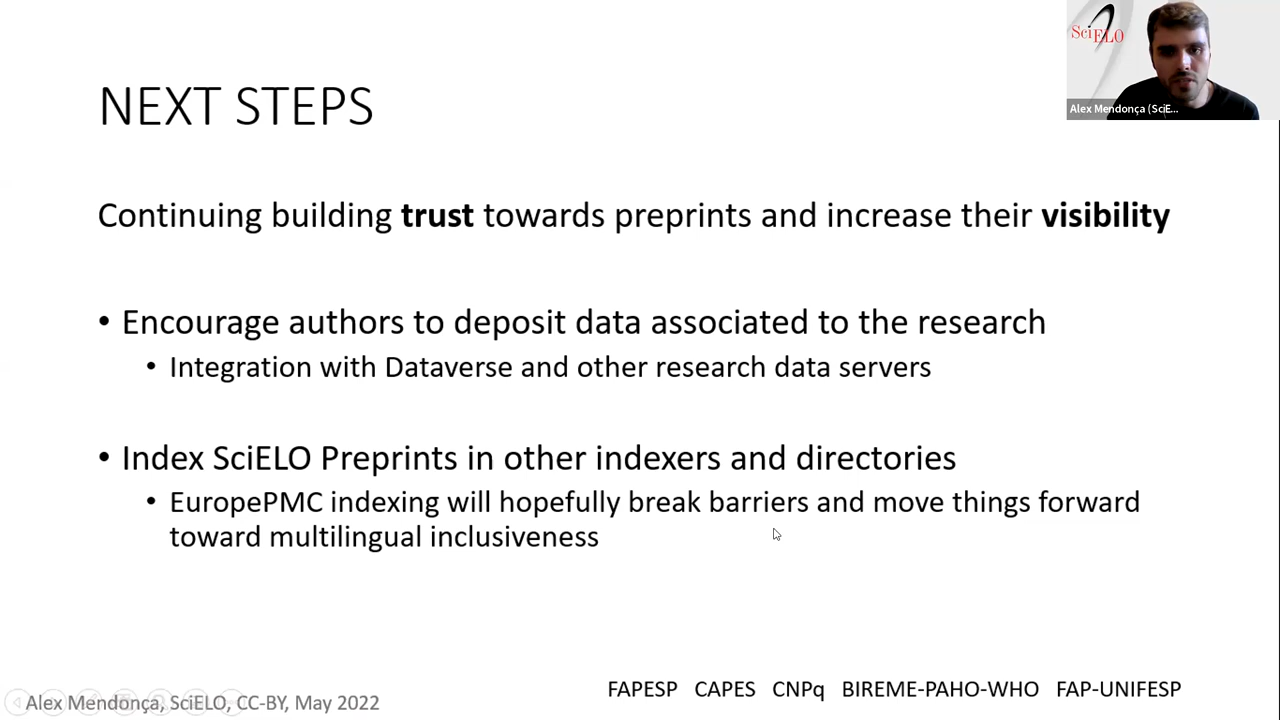 SciELO
Alex Mendonça (SciE...
NEXT STEPS
Continuing building trust towards preprints and increase their visibility
• Encourage authors to deposit data associated to the research
• Integration with Dataverse and other research data servers
• Index SciELO Preprints in other indexers and directories
• EuropePMC indexing will hopefully break barriers and move things forward
toward multilingual inclusiveness
Alex Mendonça, SciELO, CC-BY, May 2022
FAPESP CAPES CNPq BIREME-PAHO-WHO FAP-UNIFESP